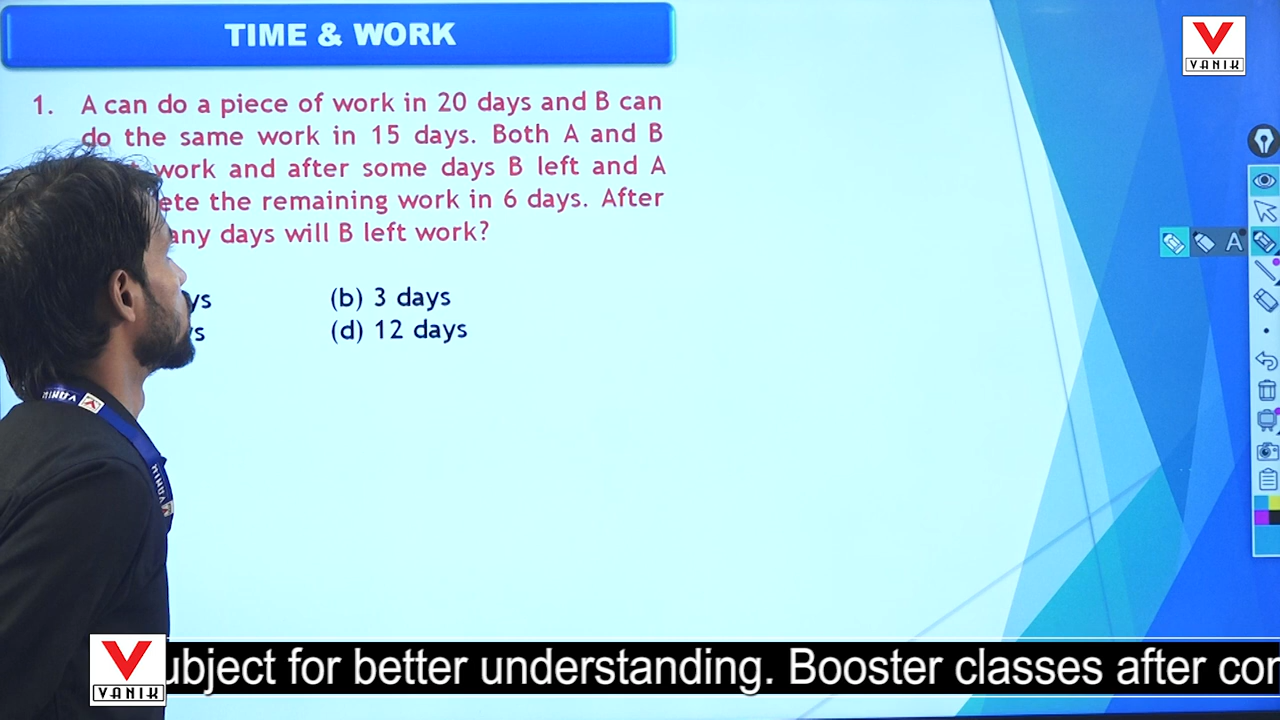 TIME & WORK
VANIK
1. A can do a piece of work in 20 days and B can
do the same work in 15 days. Both A and B
work and after some days B left and A
the remaining work in 6 days. After
days will B left work?
(b) 3 days
(d) 12 days
A
VANIK
VANIK
for better understanding. Booster classes after
VANIK